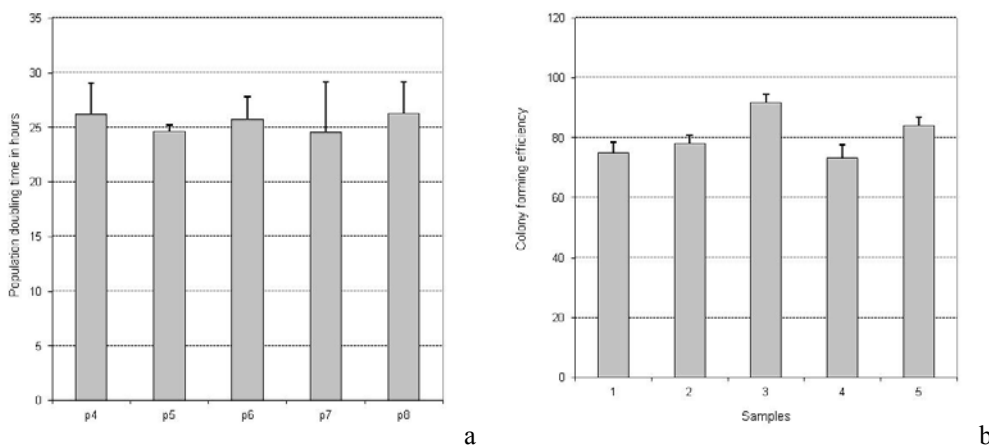 Population doubling time in hours
35
30
25
20
15
10
5
0
p4 p5 p6 p7 p8
a
Colony forming efficiency
120
100
80
60
40
20
0
1 2 3 4 5
Samples
b